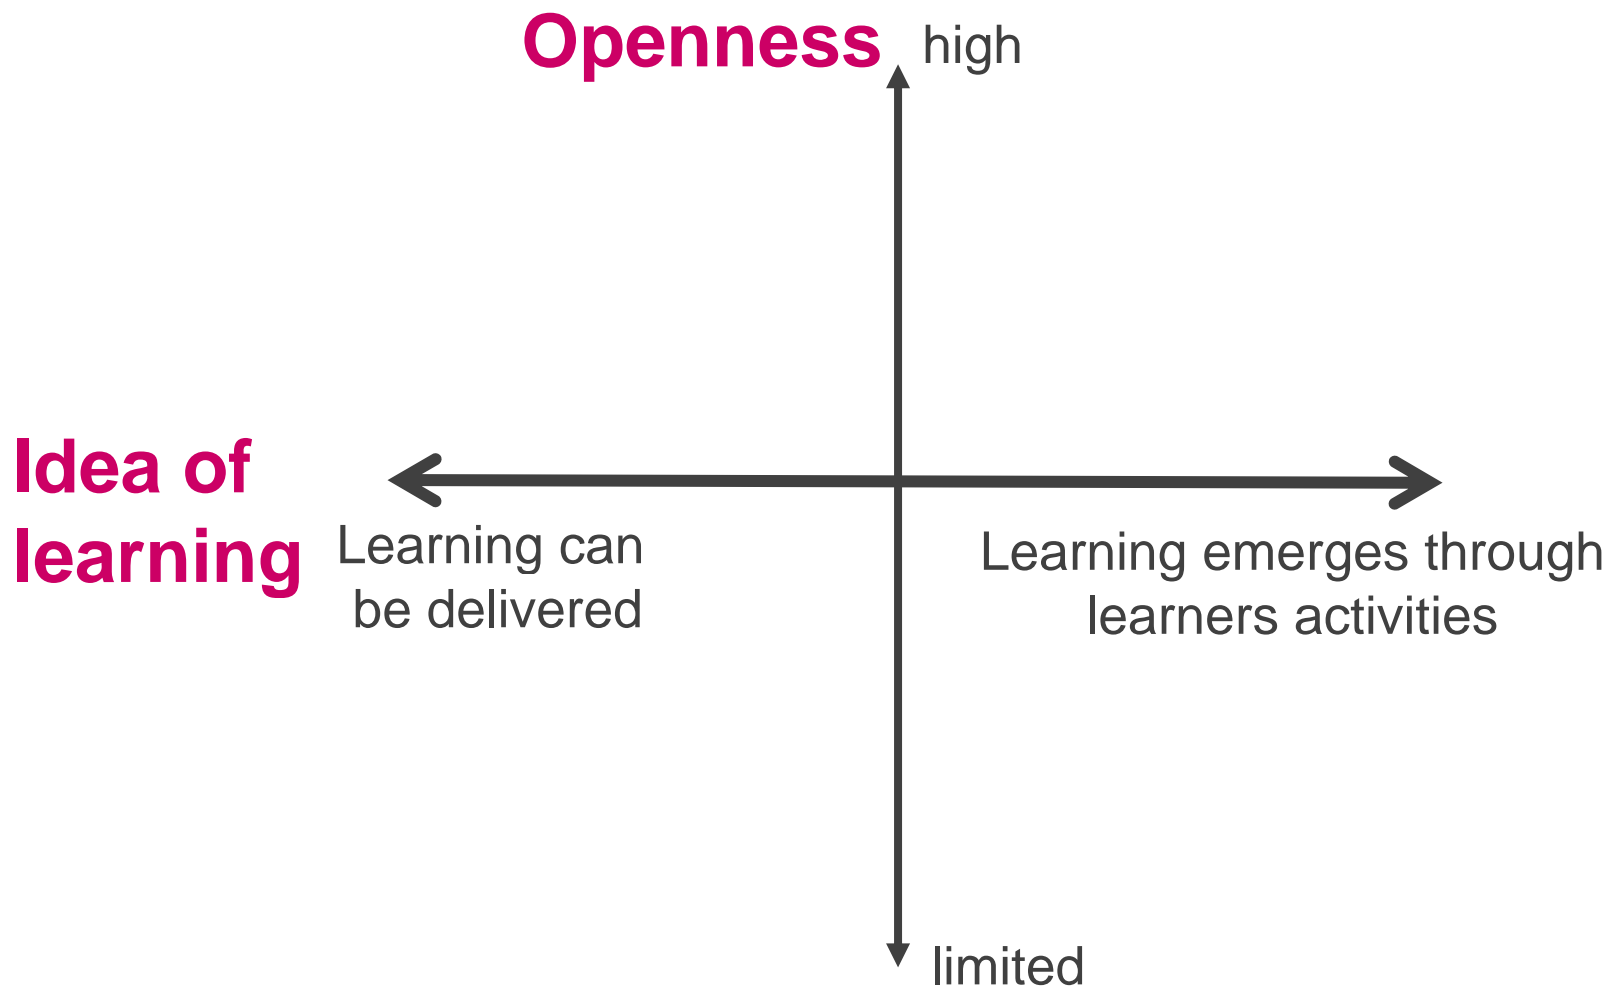 Openness high
Idea of
learning
Learning can
be delivered
Learning emerges through
learners activities
limited